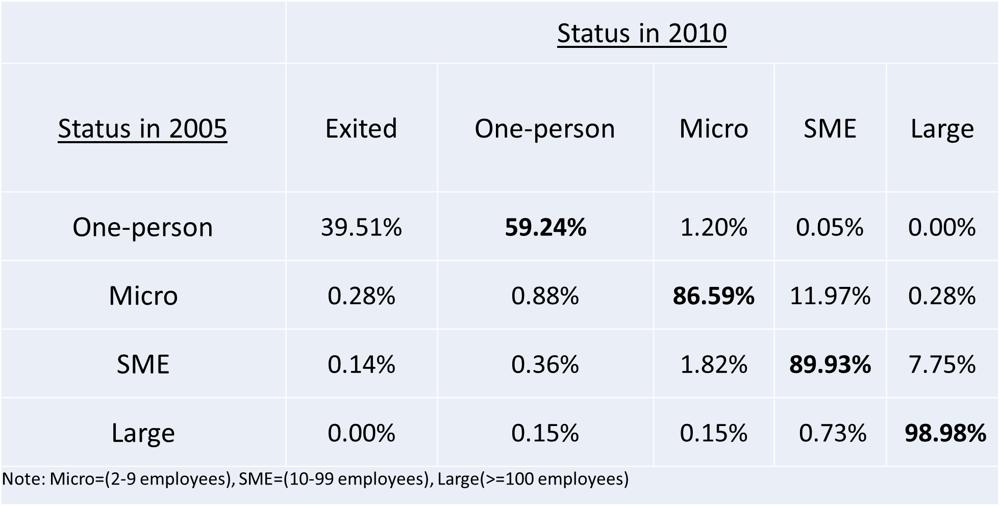 Status in 2010
Status in 2005 Exited One-person Micro SME Large
One-person 39.51% 59.24% 1.20% 0.05% 0.00%
Micro 0.28% 0.88% 86.59% 11.97% 0.28%
SME 0.14% 0.36% 1.82% 89.93% 7.75%
Large 0.00% 0.15% 0.15% 0.73% 98.98%
Note: Micro=(2-9 employees), SME=(10-99 employees), Large(>=100 employees)